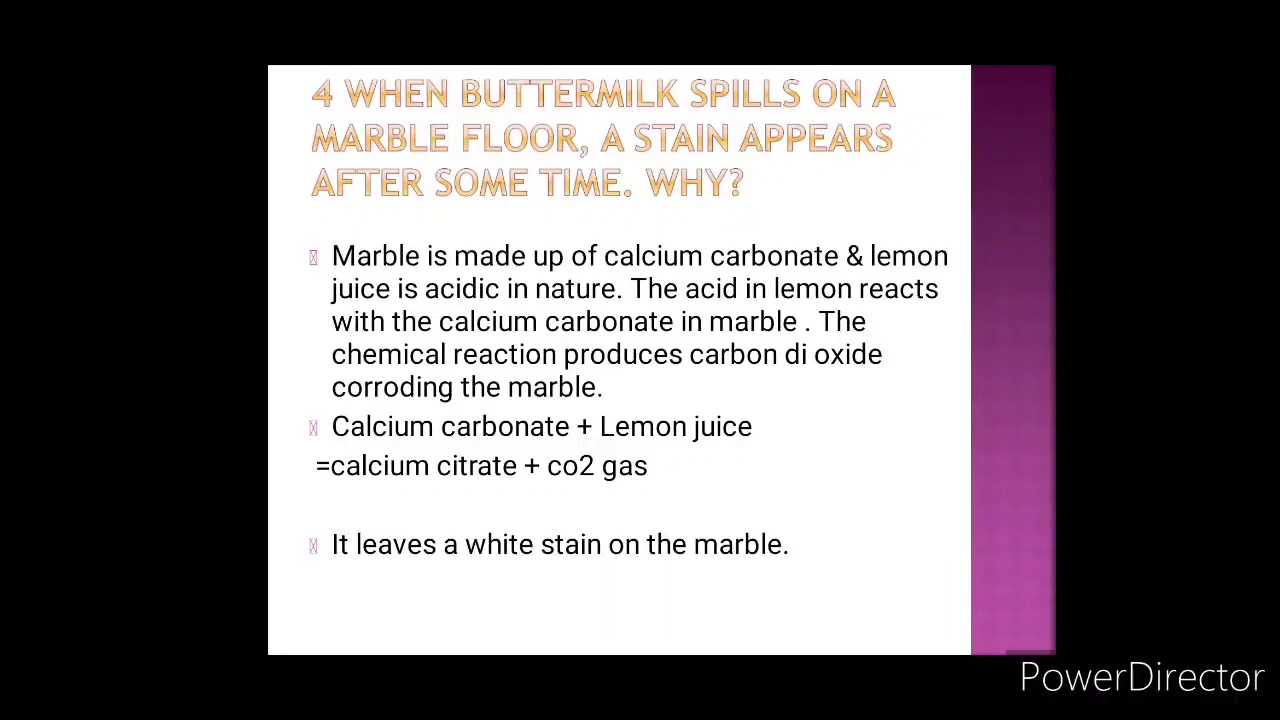 4 WHEN BUTTERMILK SPILLS ON A
MARBLE FLOOR, A STAIN APPEARS
AFTER SOME TIME. WHY?
Marble is made up of calcium carbonate & lemon
juice is acidic in nature. The acid in lemon reacts
with the calcium carbonate in marble . The
chemical reaction produces carbon di oxide
corroding the marble.
Calcium carbonate + Lemon juice
=calcium citrate + co2 gas
It leaves a white stain on the marble.
PowerDirector